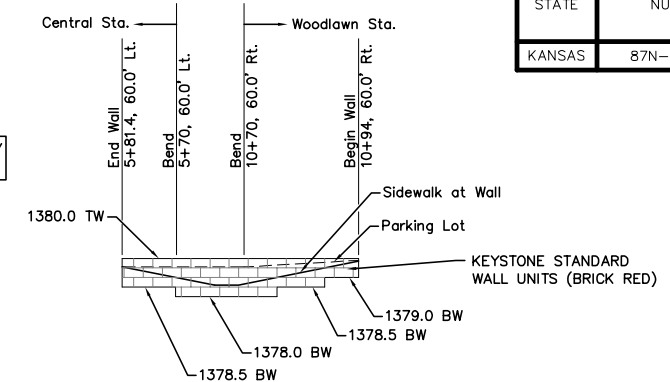 STATE
NU
KANSAS
87N-
Central Sta.
Woodlawn Sta.
End Wall
5+81.4, 60.0' Lt.
Bend
5+70, 60.0' Lt.
Bend
10+70, 60.0' Rt.
Begin Wall
10+94, 60.0' Rt.
Sidewalk at Wall
1380.0 TW
Parking Lot
KEYSTONE STANDARD
WALL UNITS (BRICK RED)
1379.0 BW
1378.5 BW
1378.0 BW
1378.5 BW